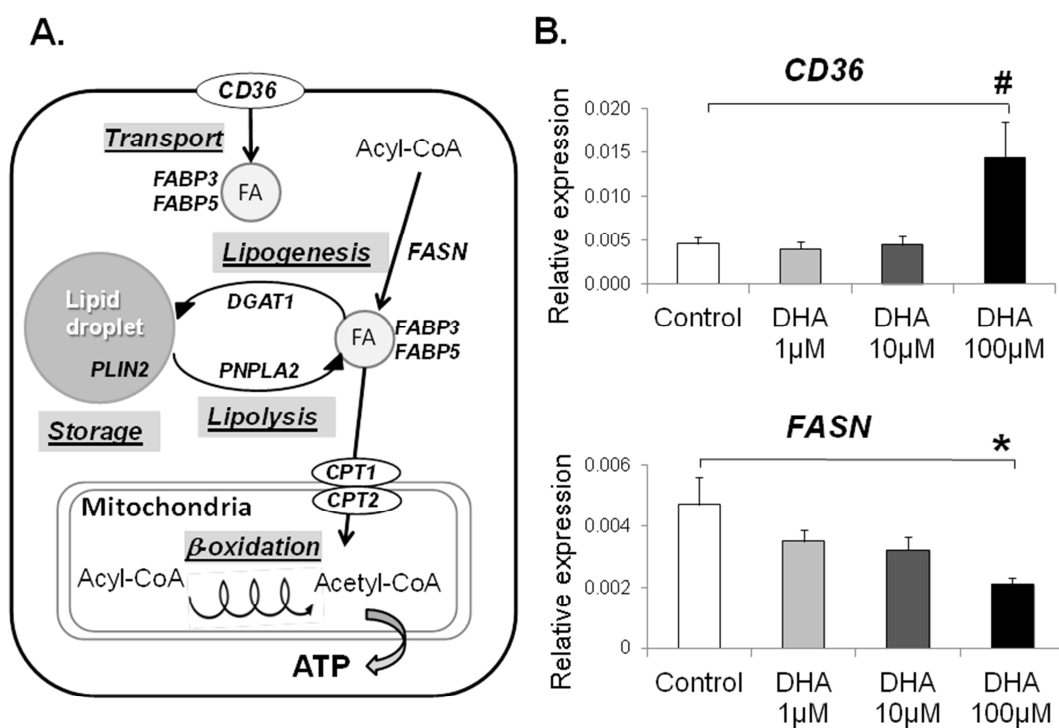 A.
CD36
Transport
FABP3
FABP5
FA
Acyl-CoA
Lipogenesis
FASN
Lipid
droplet
PLIN2
DGAT1
FA
FABP3
FABP5
PNPLA2
Storage
Lipolysis
CPT1
CPT2
Mitochondria
β-oxidation
Acyl-CoA
Acetyl-CoA
ATP
B.
CD36
#
Relative expression
0.020
0.015
0.010
0.005
0.000
Control
DHA
1µM
DHA
10µM
DHA
100µM
FASN
*
Relative expression
0.006
0.004
0.002
0
Control
DHA
1µM
DHA
10µM
DHA
100µM